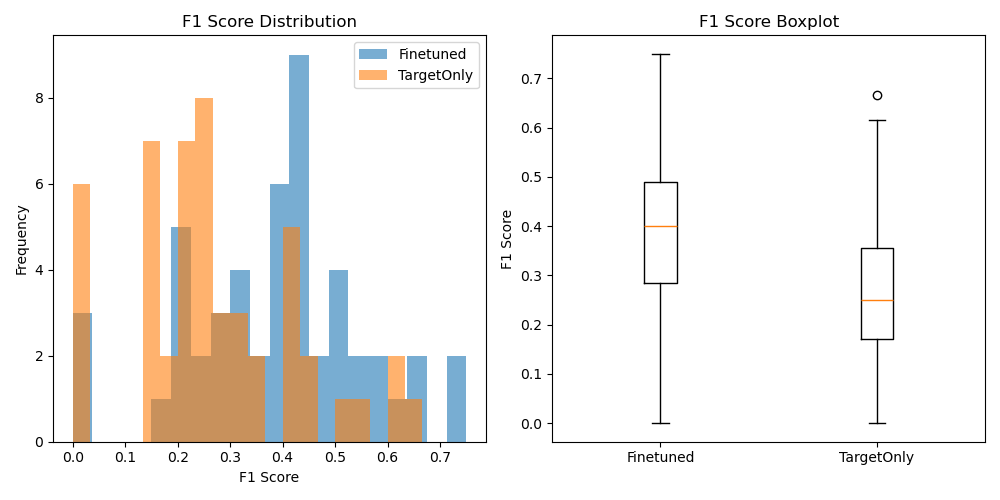 F1 Score Distribution
Finetuned
TargetOnly
Frequency
8
6
4
2
0
0.0 0.1 0.2 0.3 0.4 0.5 0.6 0.7
F1 Score
F1 Score Boxplot
F1 Score
0.7
0.6
0.5
0.4
0.3
0.2
0.1
0.0
Finetuned TargetOnly